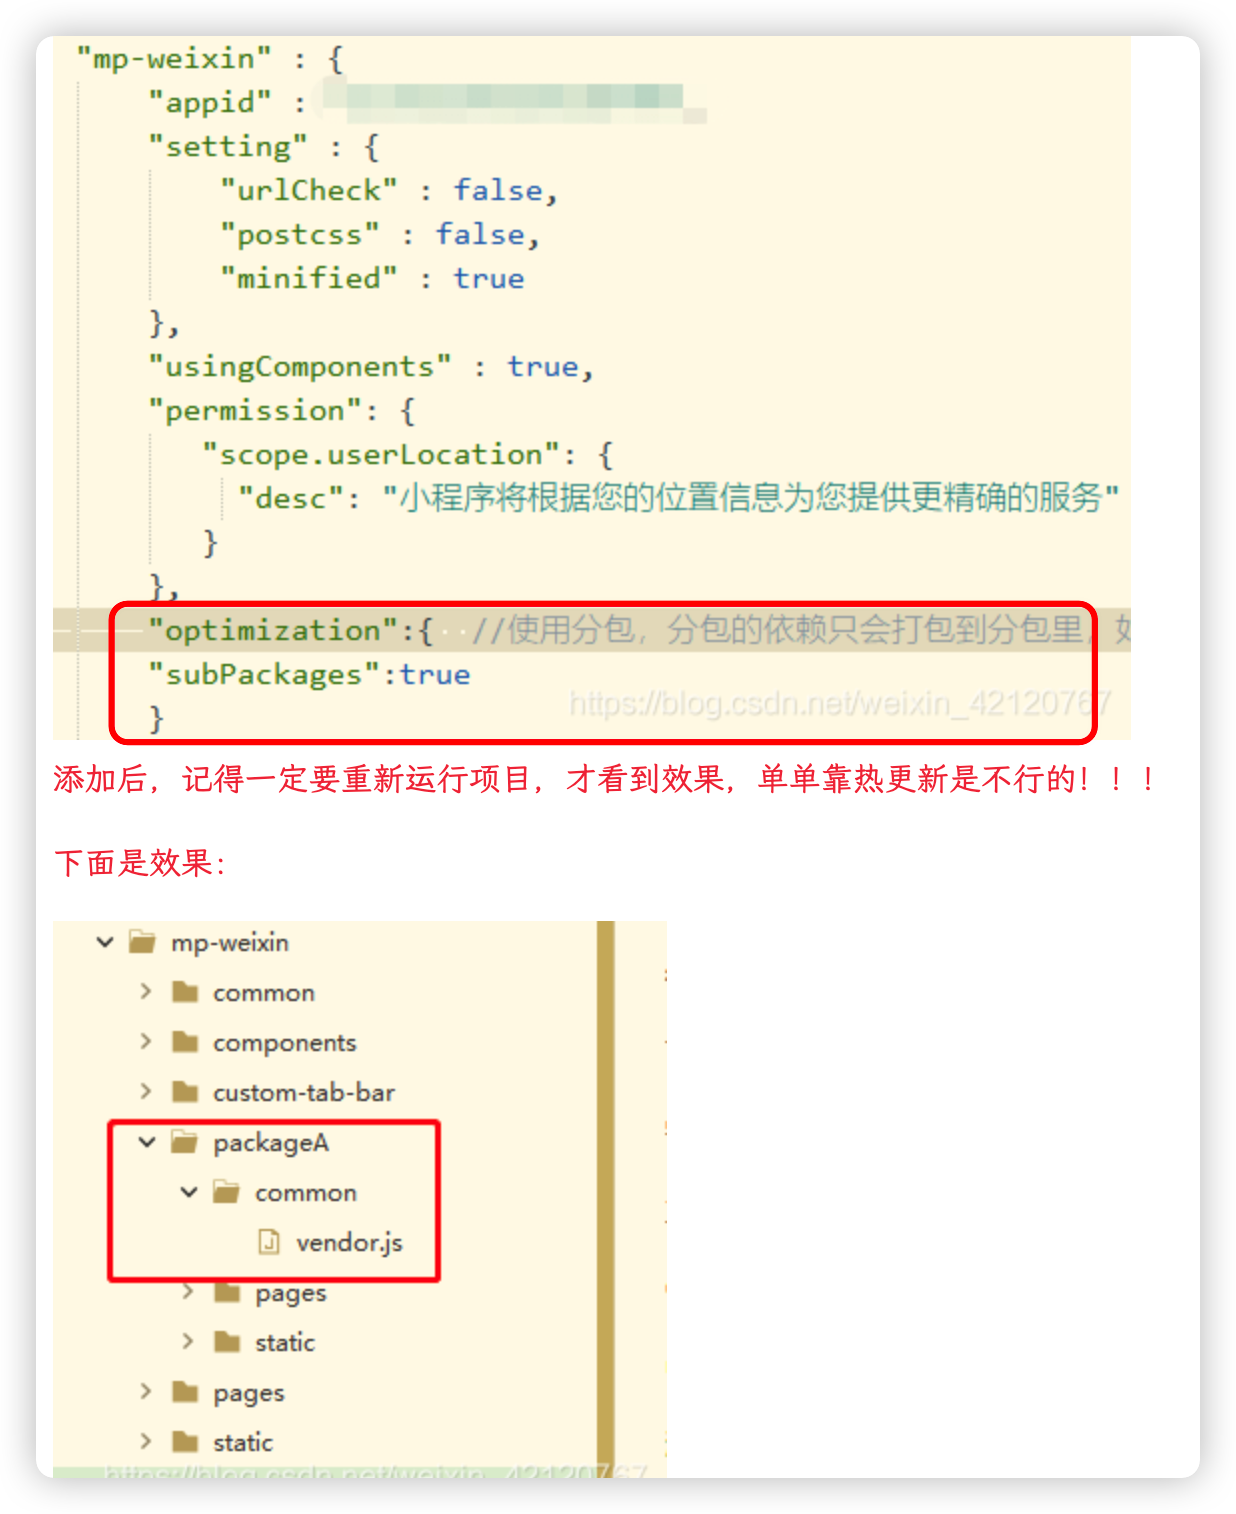 "mp-weixin" : {
"appid" :
"setting" : {
"urlCheck" : false,
"postcss" : false,
"minified" : true
},
"usingComponents" : true,
"permission": {
"scope.userLocation": {
"desc": "小程序将根据您的位置信息为您提供更精确的服务"
}
},
"optimization":{ //使用分包，分包的依赖只会打包到分包里，如
"subPackages":true
}
https://blog.csdn.net/weixin_42120767
添加后，记得一定要重新运行项目，才看到效果，单单靠热更新是不行的！！！
下面是效果：
mp-weixin
common
components
custom-tab-bar
packageA
common
vendor.js
pages
static
pages
static
https://blog.csdn.net/weixin_42120767